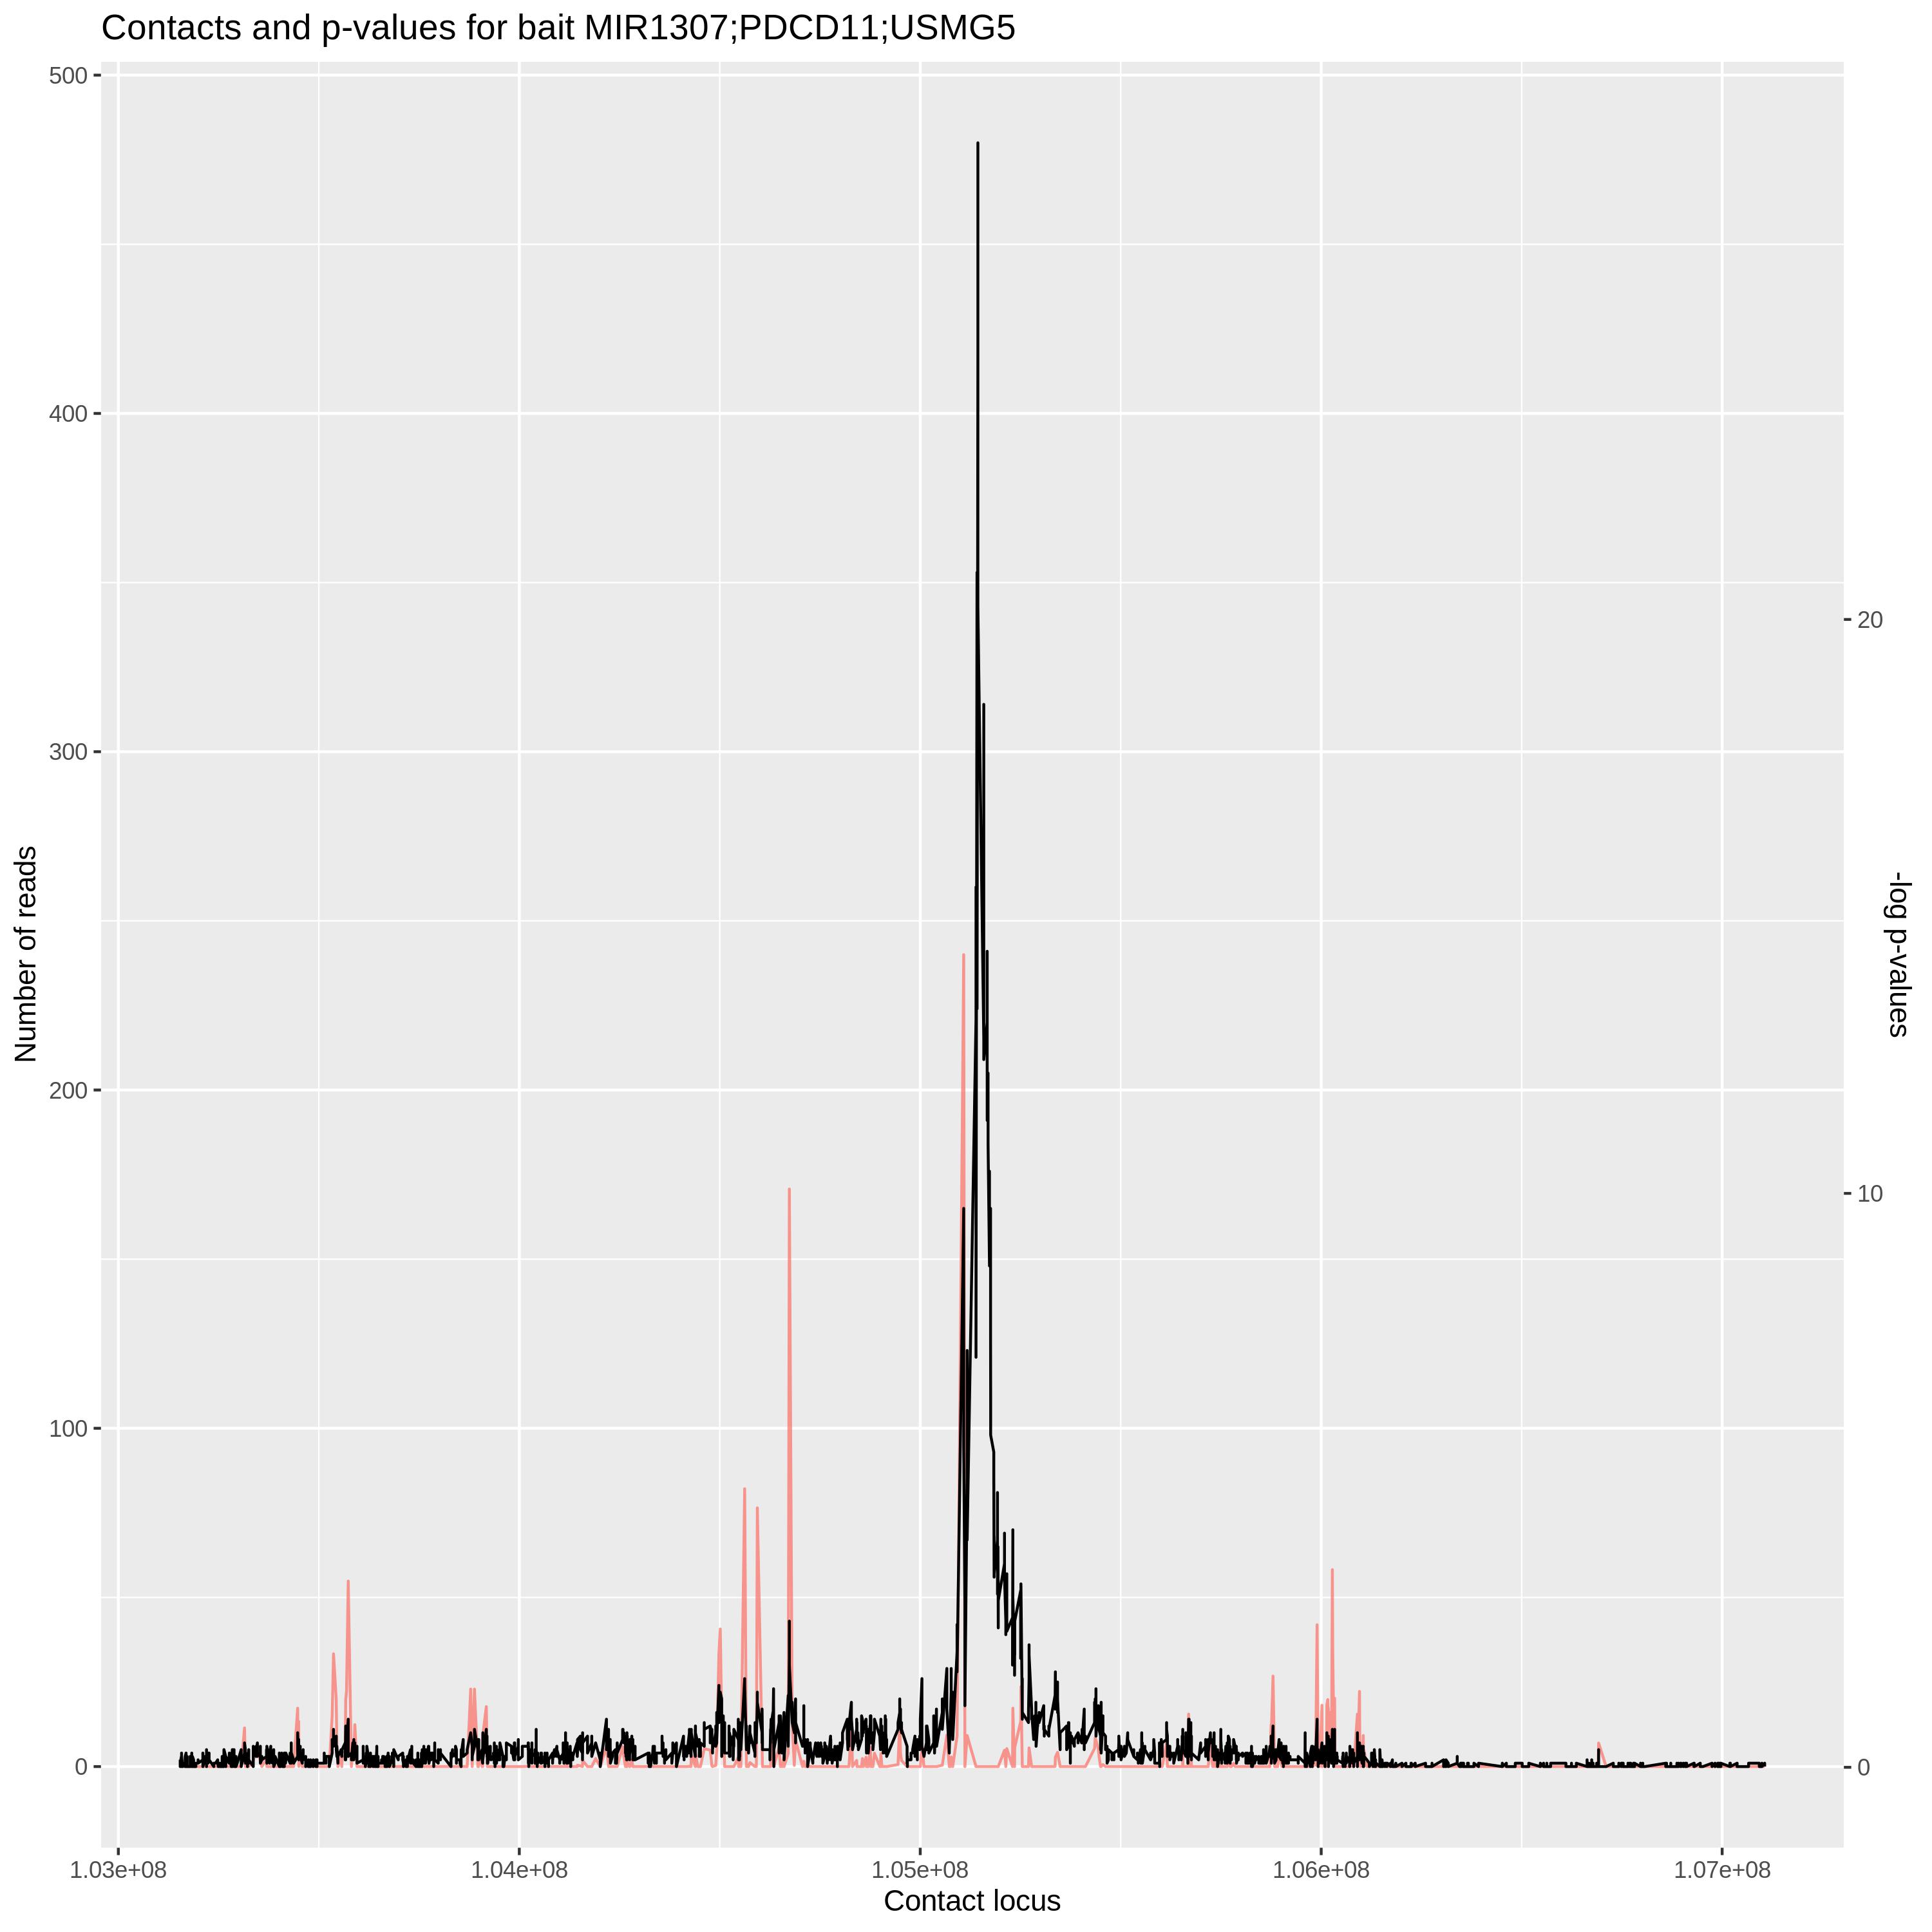 Contacts and p-values for bait MIR1307;PDCD11;USMG5
500
400
300
200
100
0
Number of reads
20
10
0
-log p-values
1.03e+08
1.04e+08
1.05e+08
1.06e+08
1.07e+08
Contact locus